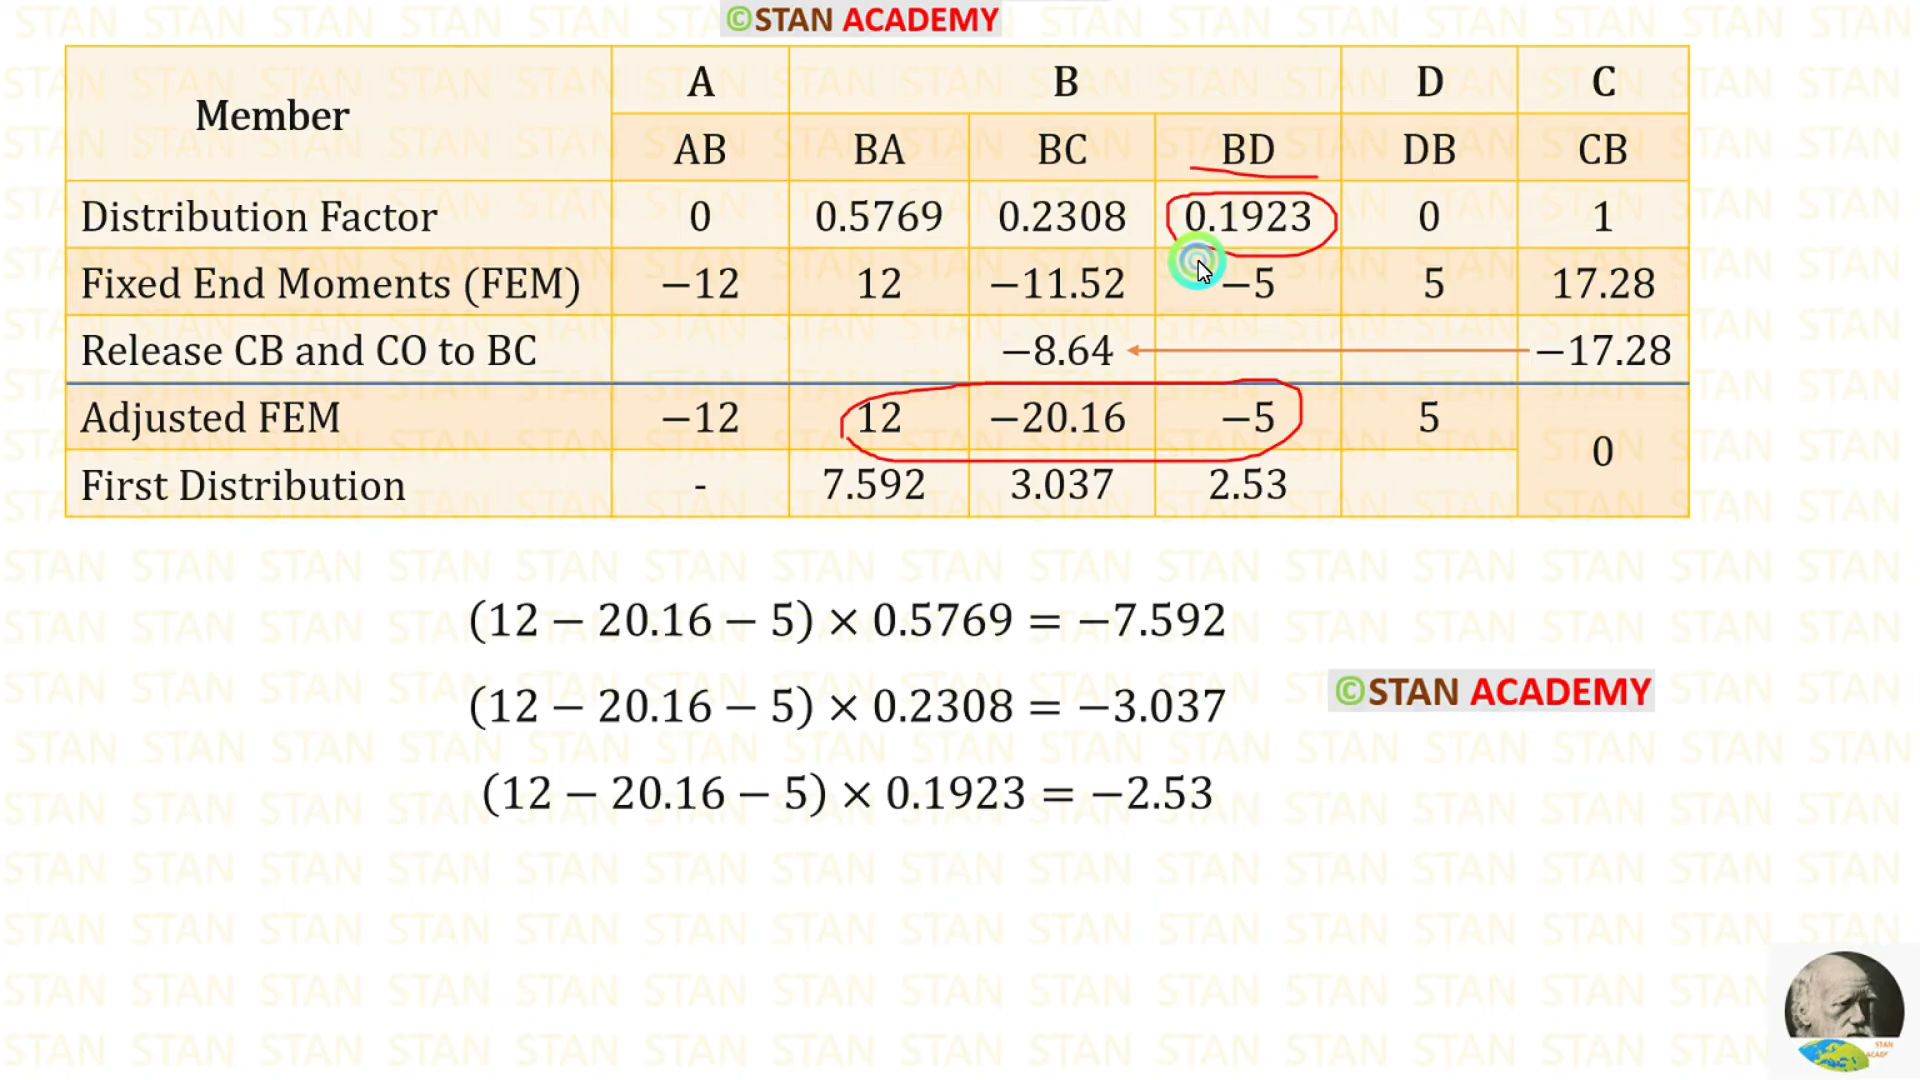 ©STAN ACADEMY
Member A B D C
AB BA BC BD DB CB
Distribution Factor 0 0.5769 0.2308 0.1923 0 1
Fixed End Moments (FEM) −12 12 −11.52 −5 5 17.28
Release CB and CO to BC −8.64 −17.28
Adjusted FEM −12 12 −20.16 −5 5 0
First Distribution - 7.592 3.037 2.53
(12 − 20.16 − 5) × 0.5769 = −7.592
(12 − 20.16 − 5) × 0.2308 = −3.037
©STAN ACADEMY
(12 − 20.16 − 5) × 0.1923 = −2.53
STAN